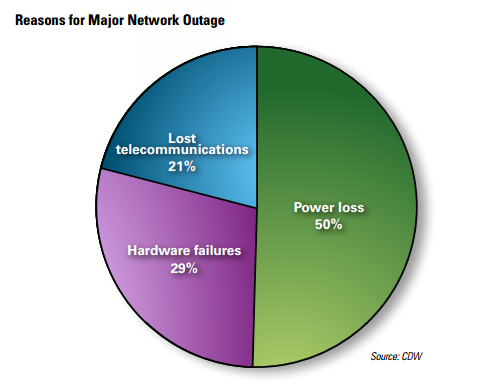 Reasons for Major Network Outage
Lost
telecommunications
21%
Power loss
50%
Hardware failures
29%
Source: CDW